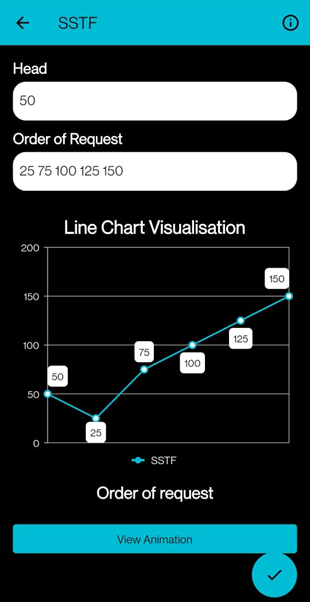 SSTF
Head
50
Order of Request
25 75 100 125 150
Line Chart Visualisation
200
150
100
50
0
50
25
75
100
125
150
SSTF
Order of request
View Animation